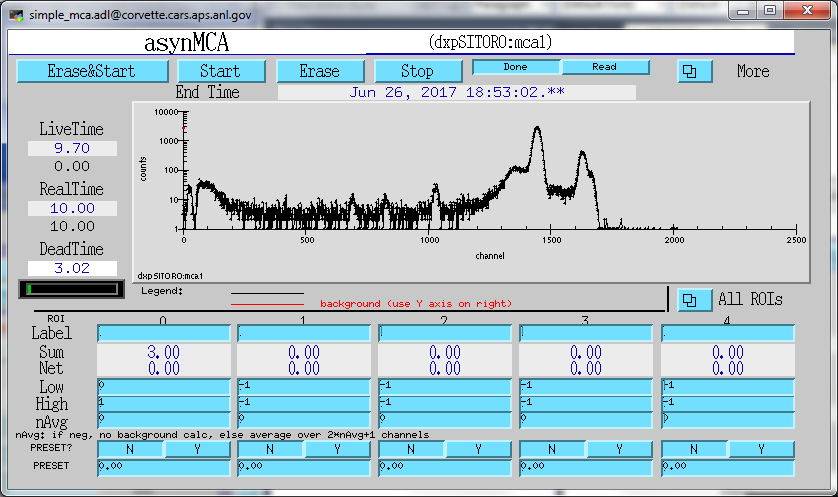 simple_mca.adl@corvette.cars.aps.anl.gov
asynMCA (dxpSITORO:mca1)
Erase&Start Start Erase Stop Done Read More
End Time Jun 26, 2017 18:53:02.**
LiveTime
9.70
0.00
RealTime
10.00
10.00
DeadTime
3.02
10000
1000
100
10
1
counts
0 500 1000 1500 2000 2500
channel
dxpSITORO:mca1
Legend:
background (use Y axis on right)
All ROIs
ROI 0 1 2 3 4
Label
Sum 3.00 0.00 0.00 0.00 0.00
Net 0.00 0.00 0.00 0.00 0.00
Low 0 -1 -1 -1 -1
High 1 -1 -1 -1 -1
nAvg 0 0 0 0 0
nAvg: if neg, no background calc, else average over 2*nAvg+1 channels
PRESET? N Y N Y N Y N Y N Y
PRESET 0.00 0.00 0.00 0.00 0.00